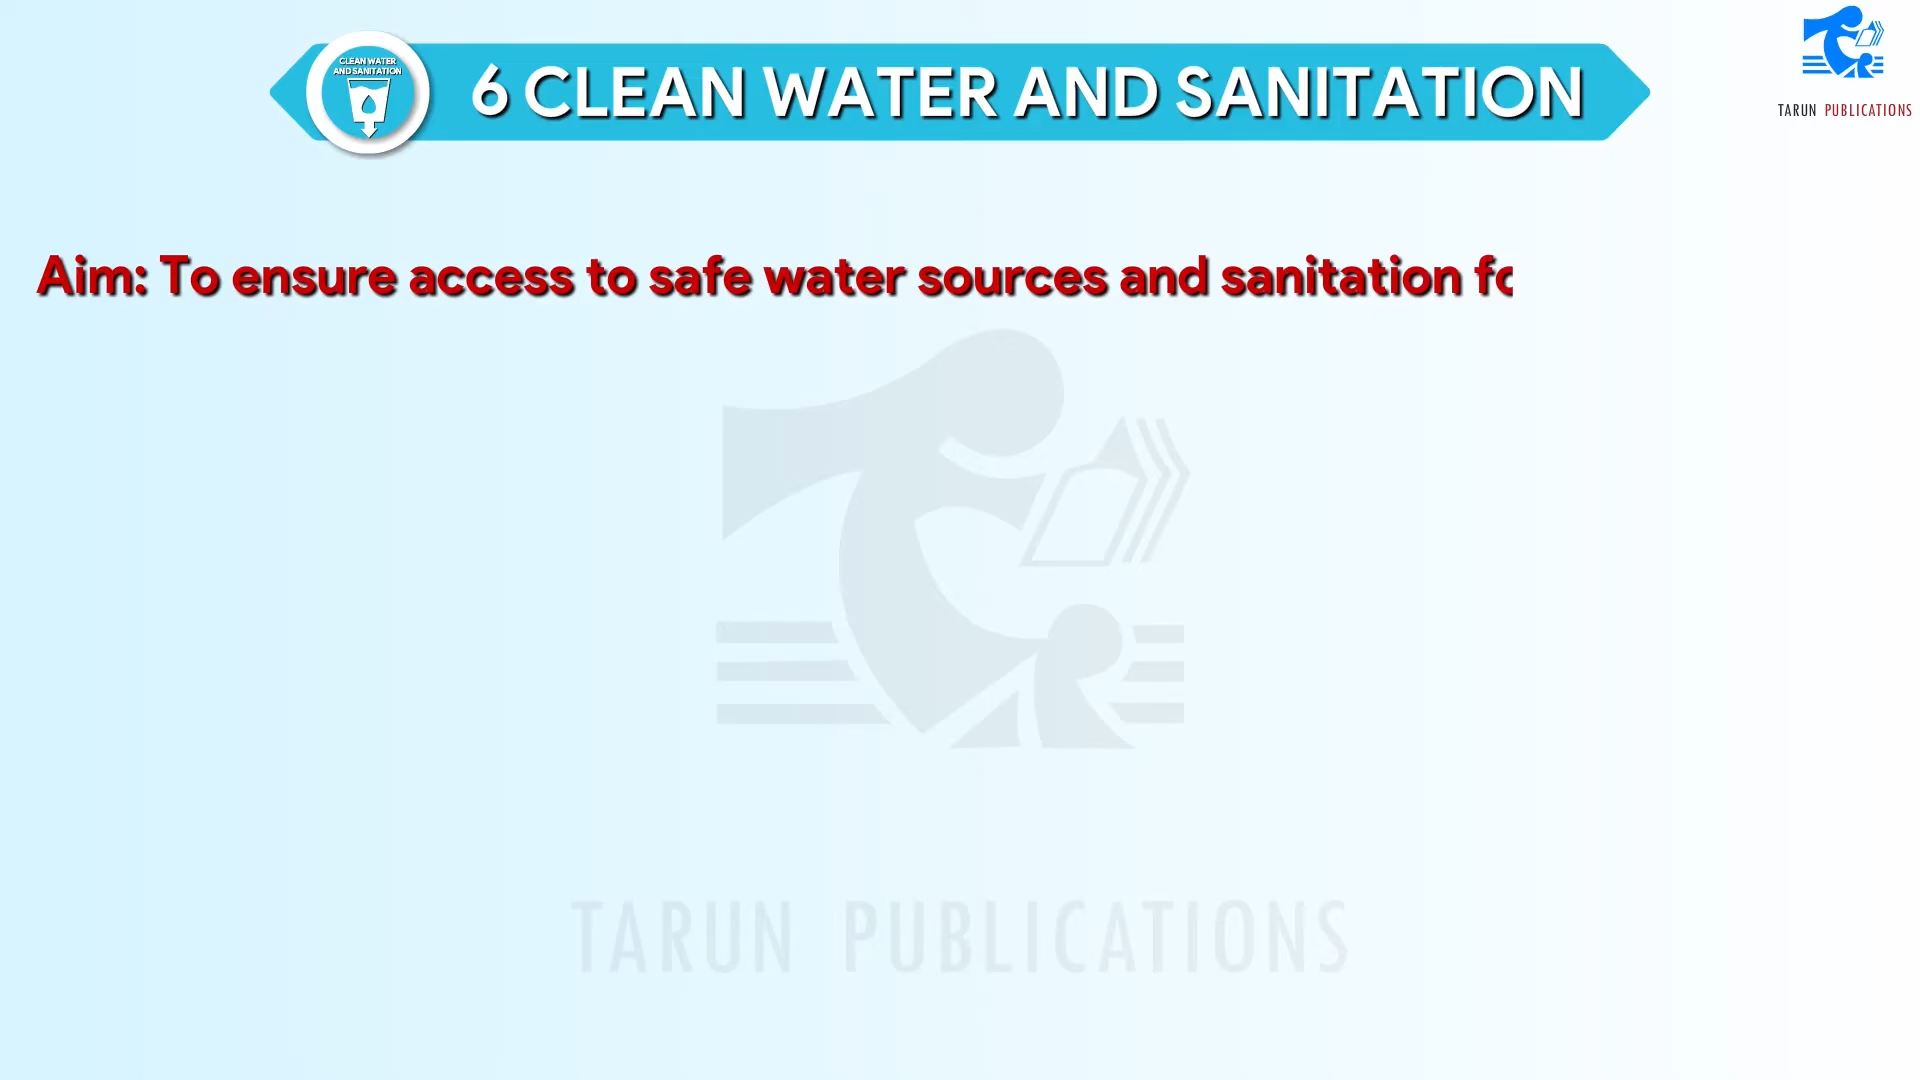 CLEAN WATER
AND SANITATION
6 CLEAN WATER AND SANITATION
TARUN PUBLICATIONS
Aim: To ensure access to safe water sources and sanitation
TARUN PUBLICATIONS